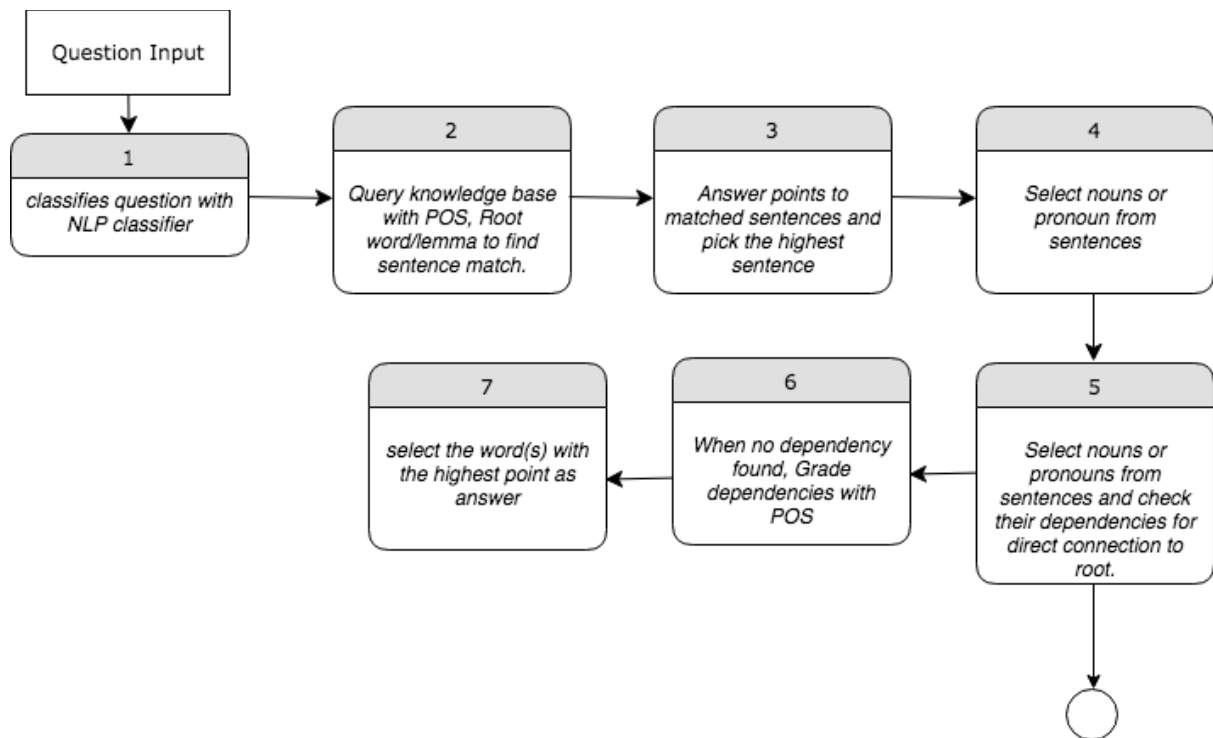 Question Input
1
classifies question with
NLP classifier
2
Query knowledge base
with POS, Root
word/lemma to find
sentence match.
3
Answer points to
matched sentences and
pick the highest
sentence
4
Select nouns or
pronoun from
sentences
5
Select nouns or
pronouns from
sentences and check
their dependencies for
direct connection to
root.
6
When no dependency
found, Grade
dependencies with
POS
7
select the word(s) with
the highest point as
answer